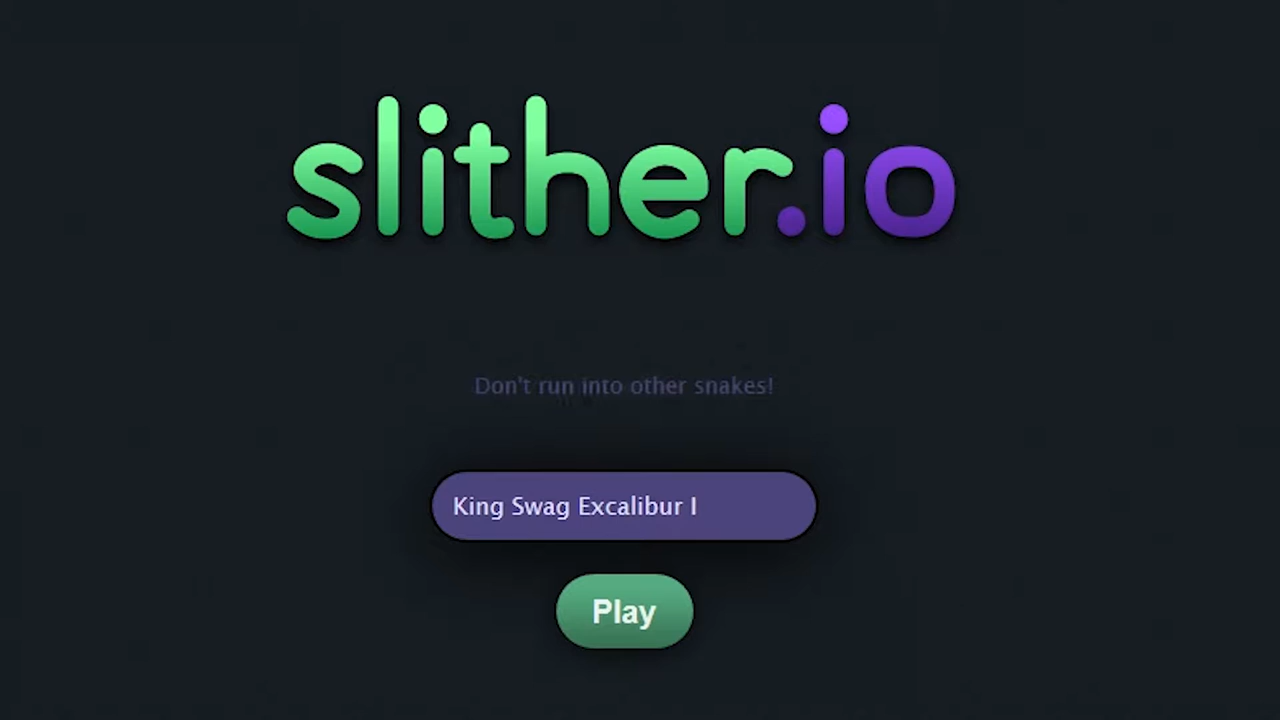 slither.io
Don't run into other snakes!
King Swag Excalibur I
Play